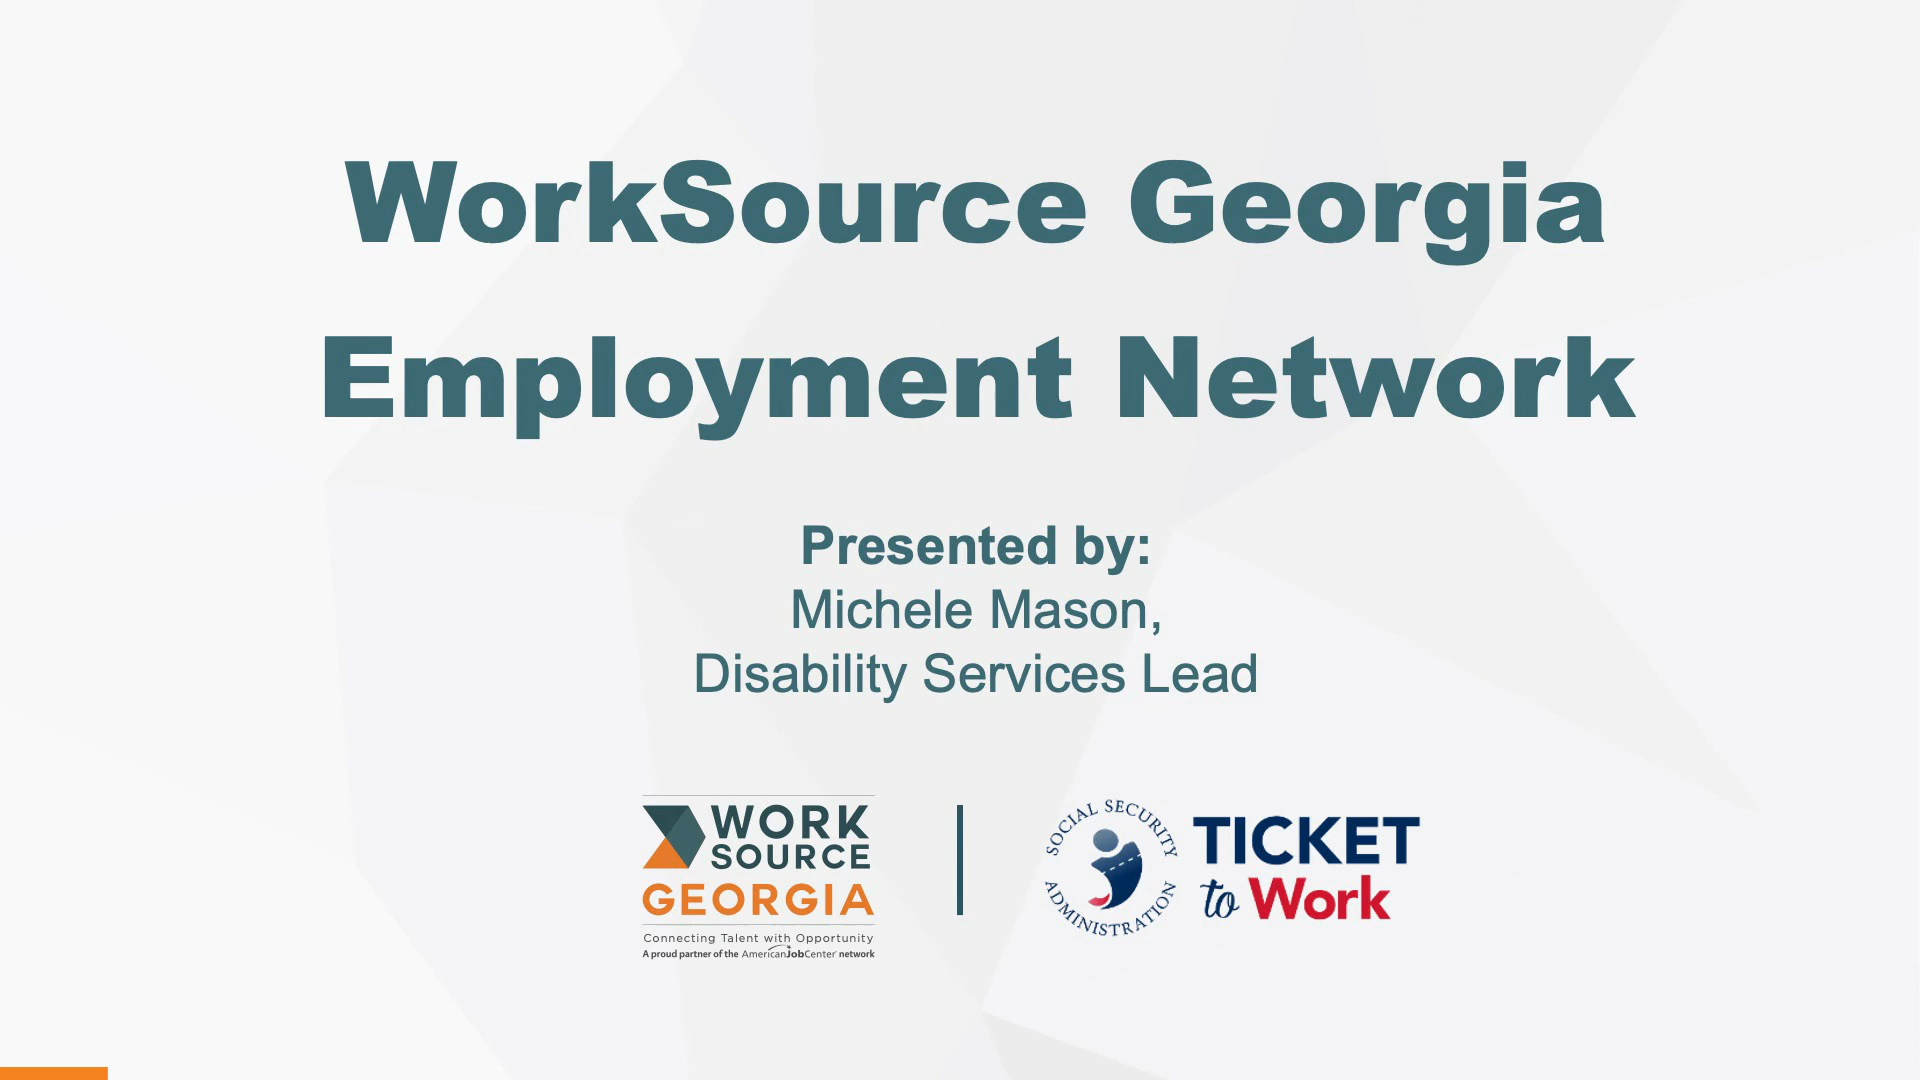 WorkSource Georgia
Employment Network
Presented by:
Michele Mason,
Disability Services Lead
WORK
SOURCE
GEORGIA
Connecting Talent with Opportunity
A proud partner of the AmericanJobCenter network
SOCIAL SECURITY
ADMINISTRATION
TICKET
to Work